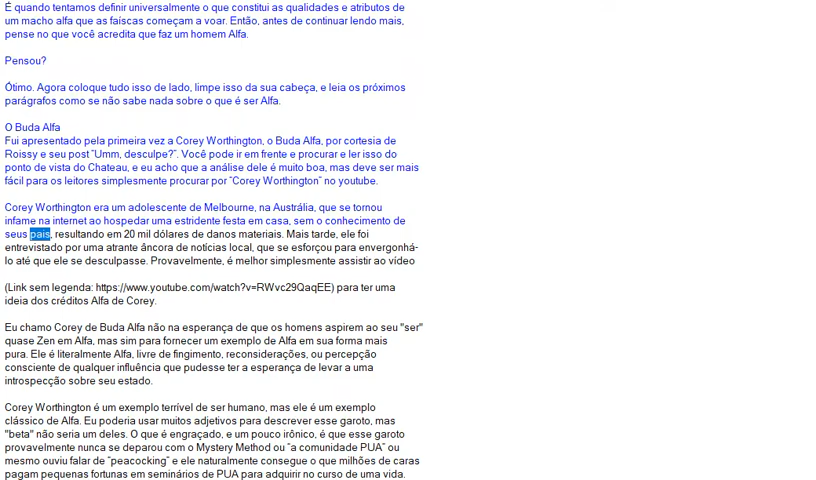 É quando tentamos definir universalmente o que constitui as qualidades e atributos de
um macho alfa que as faíscas começam a voar. Então, antes de continuar lendo mais,
pense no que você acredita que faz um homem Alfa.
Pensou?
Ótimo. Agora coloque tudo isso de lado, limpe isso da sua cabeça, e leia os próximos
parágrafos como se não sabe nada sobre o que é ser Alfa.
O Buda Alfa
Fui apresentado pela primeira vez a Corey Worthington, o Buda Alfa, por cortesia de
Roissy e seu post "Umm, desculpe?". Você pode ir em frente e procurar e ler isso do
ponto de vista do Chateau, e eu acho que a análise dele é muito boa, mas deve ser mais
fácil para os leitores simplesmente procurar por "Corey Worthington" no youtube.
Corey Worthington era um adolescente de Melbourne, na Austrália, que se tornou
infame na internet ao hospedar uma estridente festa em casa, sem o conhecimento de
seus pais, resultando em 20 mil dólares de danos materiais. Mais tarde, ele foi
entrevistado por uma atrante âncora de notícias local, que se esforçou para envergonhá-
lo até que ele se desculpasse. Provavelmente, é melhor simplesmente assistir ao vídeo
(Link sem legenda: https://www.youtube.com/watch?v=RWvc29QaqEE) para ter uma
ideia dos créditos Alfa de Corey.
Eu chamo Corey de Buda Alfa não na esperança de que os homens aspirem ao seu "ser"
quase Zen em Alfa, mas sim para fornecer um exemplo de Alfa em sua forma mais
pura. Ele é literalmente Alfa, livre de fingimento, reconsiderações, ou percepção
consciente de qualquer influência que pudesse ter a esperança de levar a uma
introspecção sobre seu estado.
Corey Worthington é um exemplo terrível de ser humano, mas ele é um exemplo
clássico de Alfa. Eu poderia usar muitos adjetivos para descrever esse garoto, mas
"beta" não seria um deles. O que é engraçado, e um pouco irônico, é que esse garoto
provavelmente nunca se deparou com o Mystery Method ou "a comunidade PUA" ou
mesmo ouviu falar de "peacocking" e ele naturalmente consegue o que milhões de caras
pagam pequenas fortunas em seminários de PUA para adquirir no curso de uma vida.